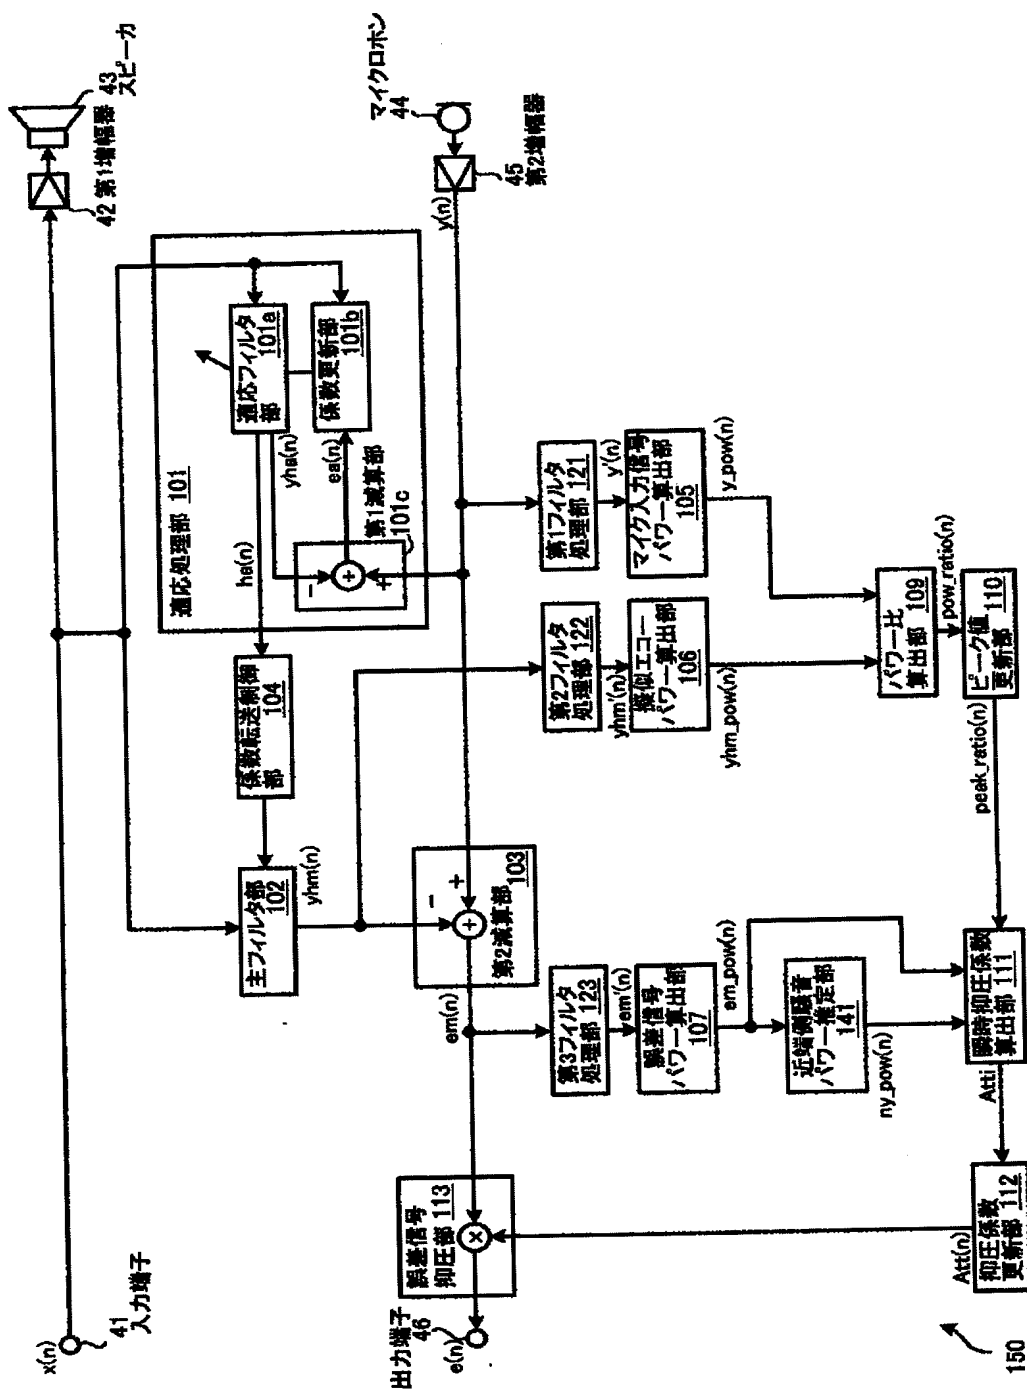 x(n)
41
入力端子
42 第1増幅器
43
スピーカ
適応処理部 101
適応フィルタ
部 101a
係数更新部
101b
ha(n)
yha(n)
ea(n)
第1減算部
101c
-
+
+
マイクロホン
44
45
第2増幅器
y(n)
係数転送制御
部 104
主フィルタ部
102
yhm(n)
第2減算部 103
-
+
+
em(n)
第1フィルタ
処理部 121
y'(n)
マイク入力信号
パワー算出部
105
y_pow(n)
第2フィルタ
処理部 122
yhm'(n)
擬似エコー
パワー算出部
106
yhm_pow(n)
第3フィルタ
処理部 123
em'(n)
誤差信号
パワー算出部
107
em_pow(n)
近端側騒音
パワー推定部
141
ny_pow(n)
パワー比
算出部 109
pow_ratio(n)
ピーク値
更新部 110
peak_ratio(n)
瞬時抑圧係数
算出部 111
Atti
抑圧係数
更新部 112
Att(n)
誤差信号
抑圧部 113
×
出力端子
46
e(n)
150